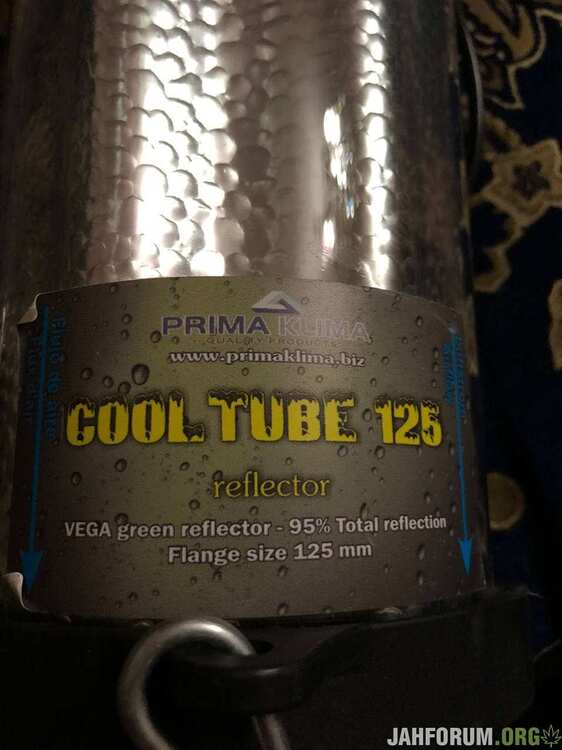 PRIMA KLIMA
QUALITY PRODUCTS
www.primaklima.biz
COOL TUBE 125
reflector
VEGA green reflector - 95% Total reflection
Flange size 125 mm
JAHFORUM.ORG